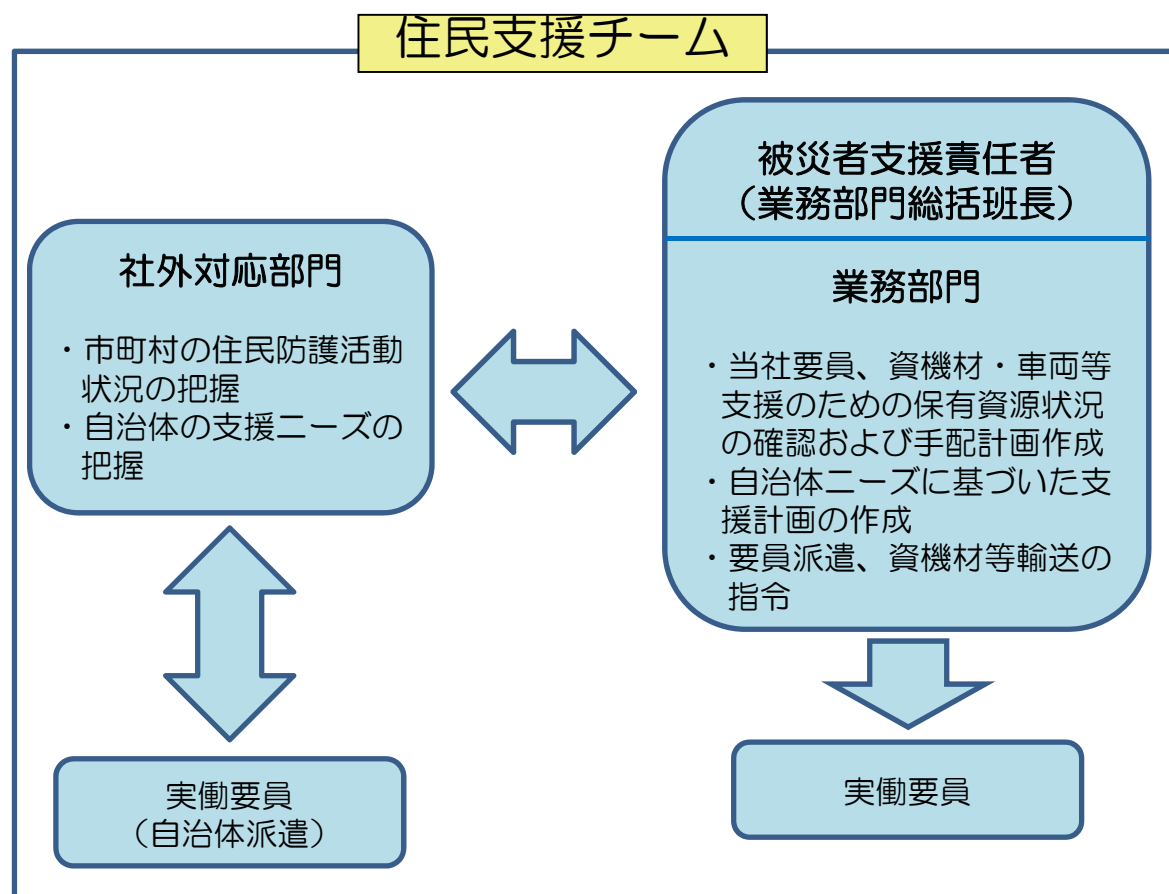 住民支援チーム
社外対応部門
・市町村の住民防護活動
状況の把握
・自治体の支援ニーズの
把握
被災者支援責任者
（業務部門総括班長）
業務部門
・当社要員、資機材・車両等
支援のための保有資源状況
の確認および手配計画作成
・自治体ニーズに基づいた支
援計画の作成
・要員派遣、資機材等輸送の
指令
実働要員
（自治体派遣）
実働要員